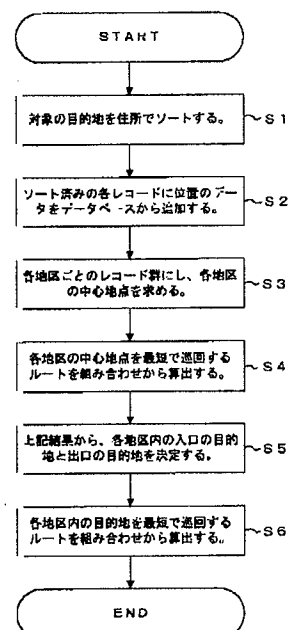 START
対象の目的地を住所でソートする。
S1
ソート済みの各レコードに位置のデー
タをデータベースから追加する。
S2
各地区ごとのレコード群にし、各地区
の中心地点を求める。
S3
各地区の中心地点を最短で巡回する
ルートを組み合わせから算出する。
S4
上記結果から、各地区内の入口の目的
地と出口の目的地を決定する。
S5
各地区内の目的地を最短で巡回する
ルートを組み合わせから算出する。
S6
END